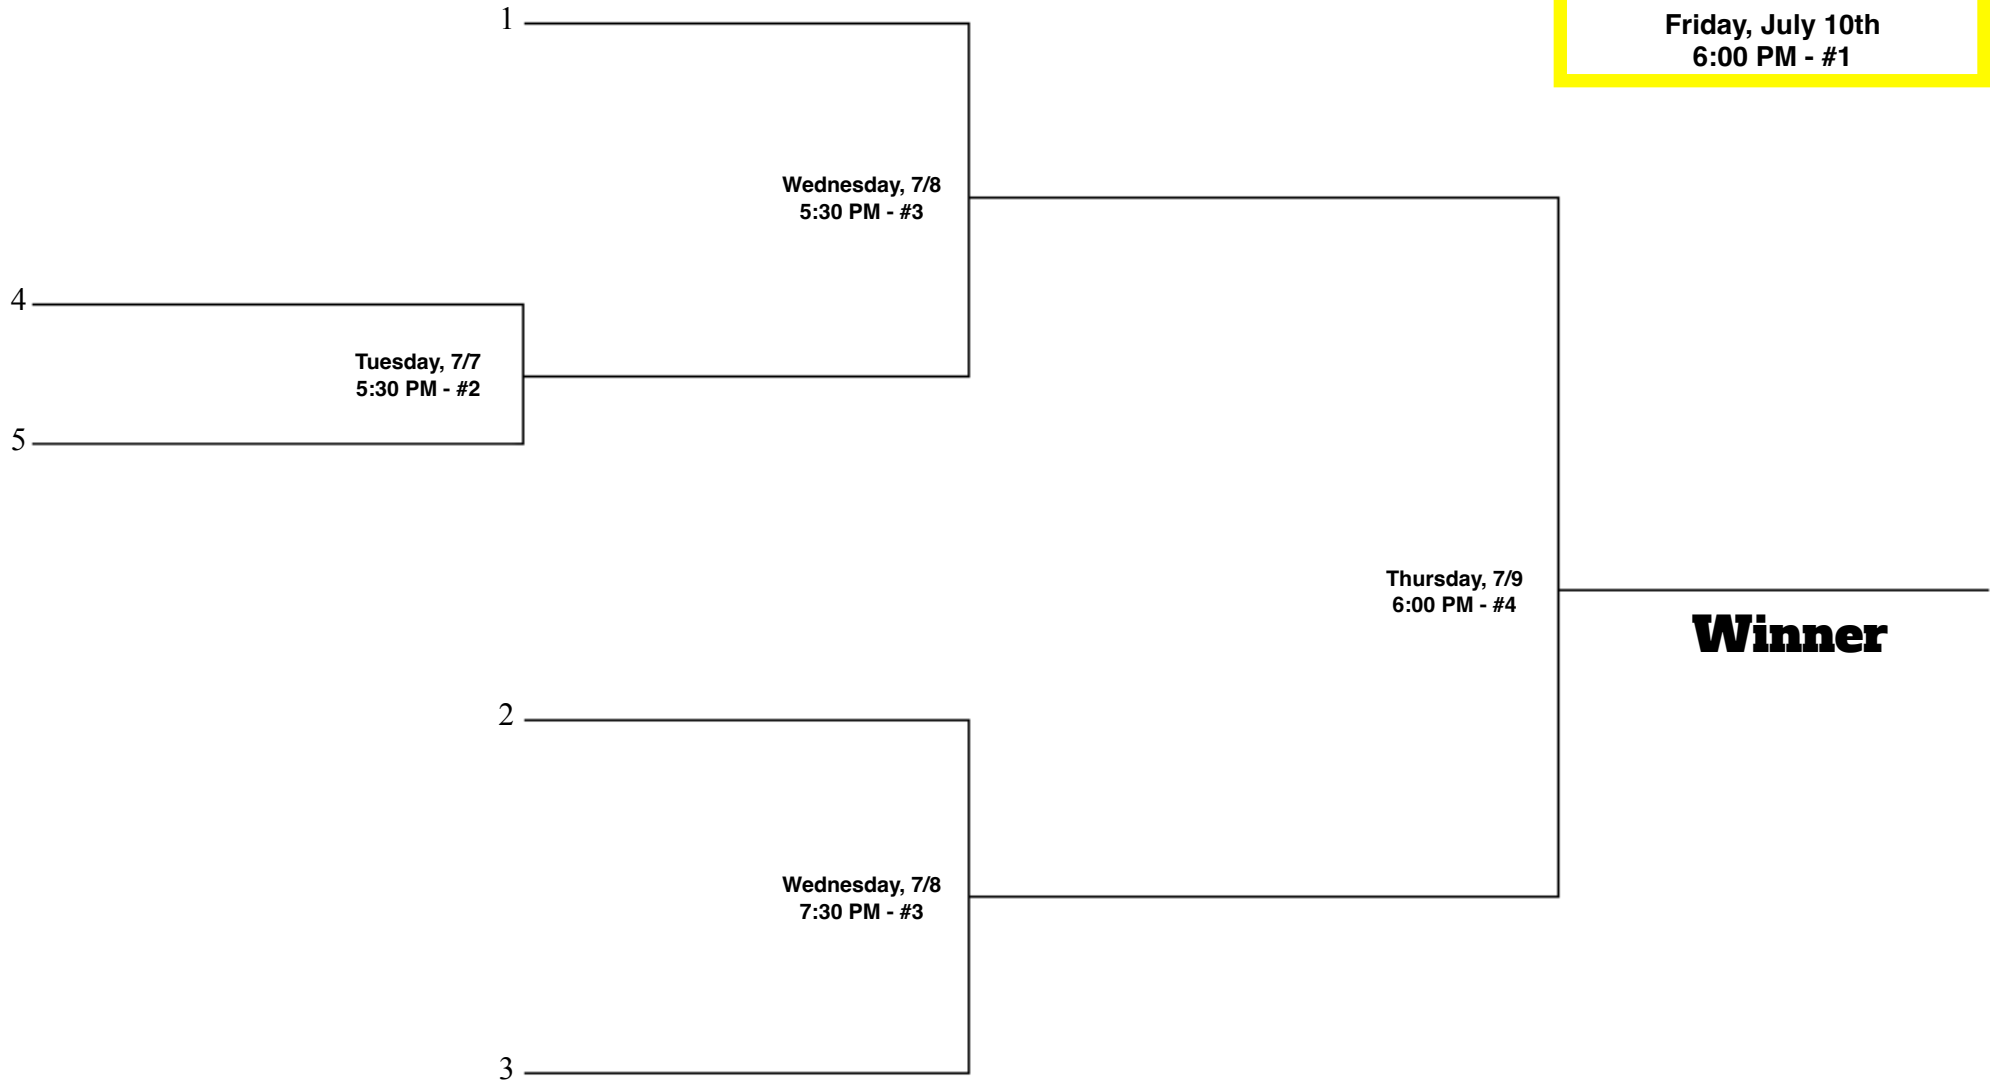 1
Friday, July 10th
6:00 PM - #1
Wednesday, 7/8
5:30 PM - #3
4
Tuesday, 7/7
5:30 PM - #2
5
Thursday, 7/9
6:00 PM - #4
Winner
2
Wednesday, 7/8
7:30 PM - #3
3